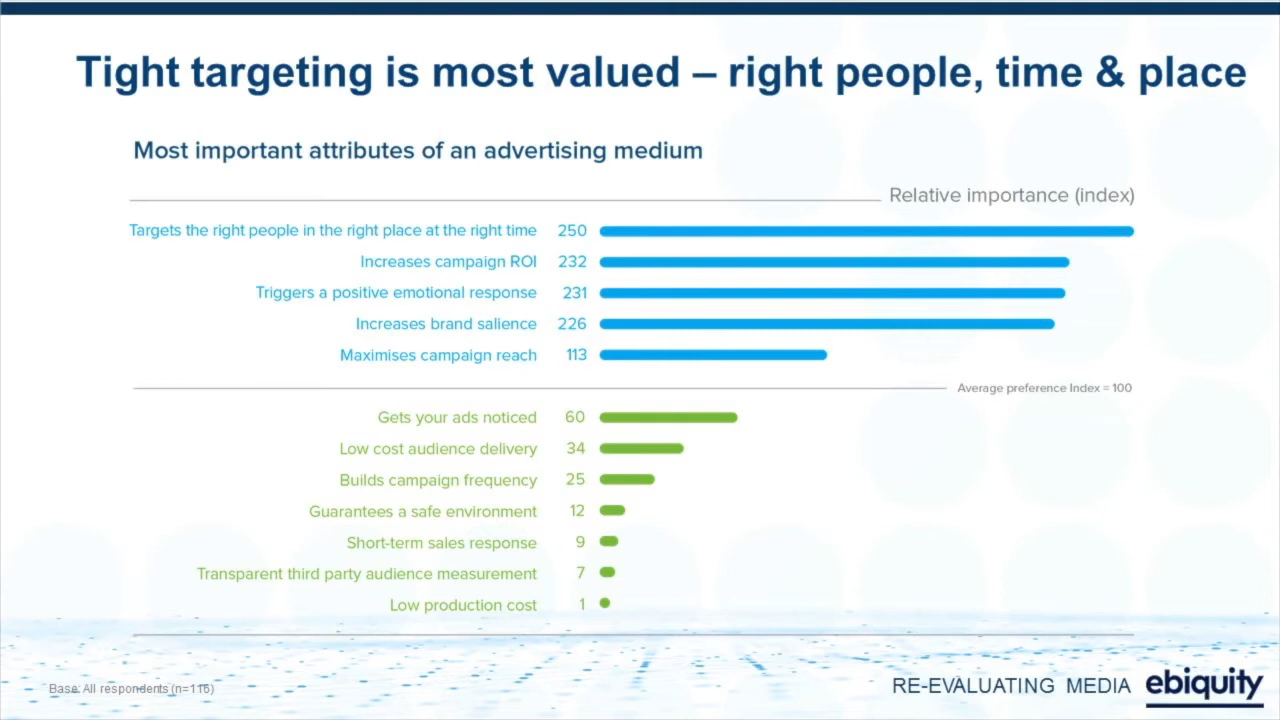 Tight targeting is most valued – right people, time & place
Most important attributes of an advertising medium
Relative importance (index)
Targets the right people in the right place at the right time 250
Increases campaign ROI 232
Triggers a positive emotional response 231
Increases brand salience 226
Maximises campaign reach 113
Average preference Index = 100
Gets your ads noticed 60
Low cost audience delivery 34
Builds campaign frequency 25
Guarantees a safe environment 12
Short-term sales response 9
Transparent third party audience measurement 7
Low production cost 1
Base: All respondents (n=116)
RE-EVALUATING MEDIA ebiquity